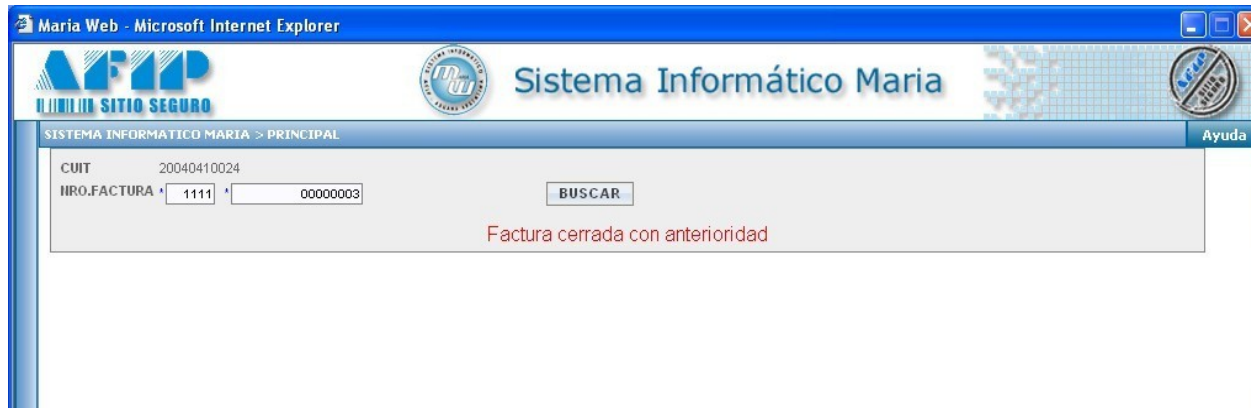 Maria Web - Microsoft Internet Explorer
AFIP
SITIO SEGURO
Sistema Informático Maria
SISTEMA INFORMATICO MARIA > PRINCIPAL
Ayuda
CUIT 20040410024
NRO.FACTURA * 1111 * 00000003 BUSCAR
Factura cerrada con anterioridad